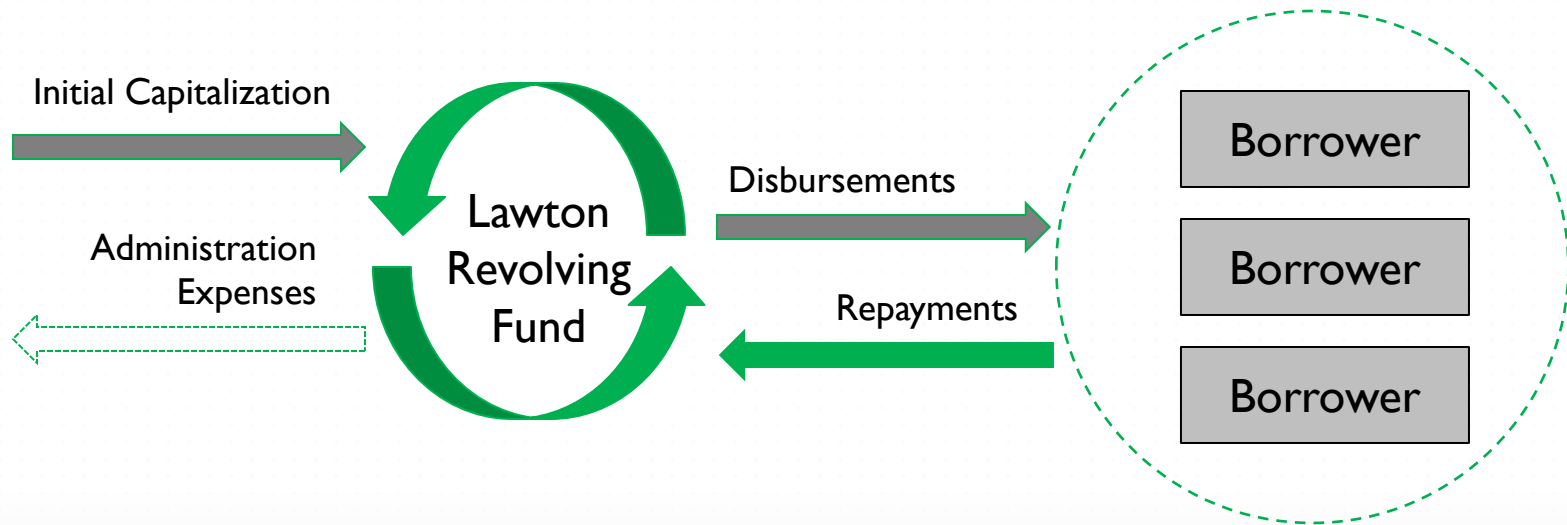 Initial Capitalization
Administration
Expenses
Lawton
Revolving
Fund
Disbursements
Repayments
Borrower
Borrower
Borrower